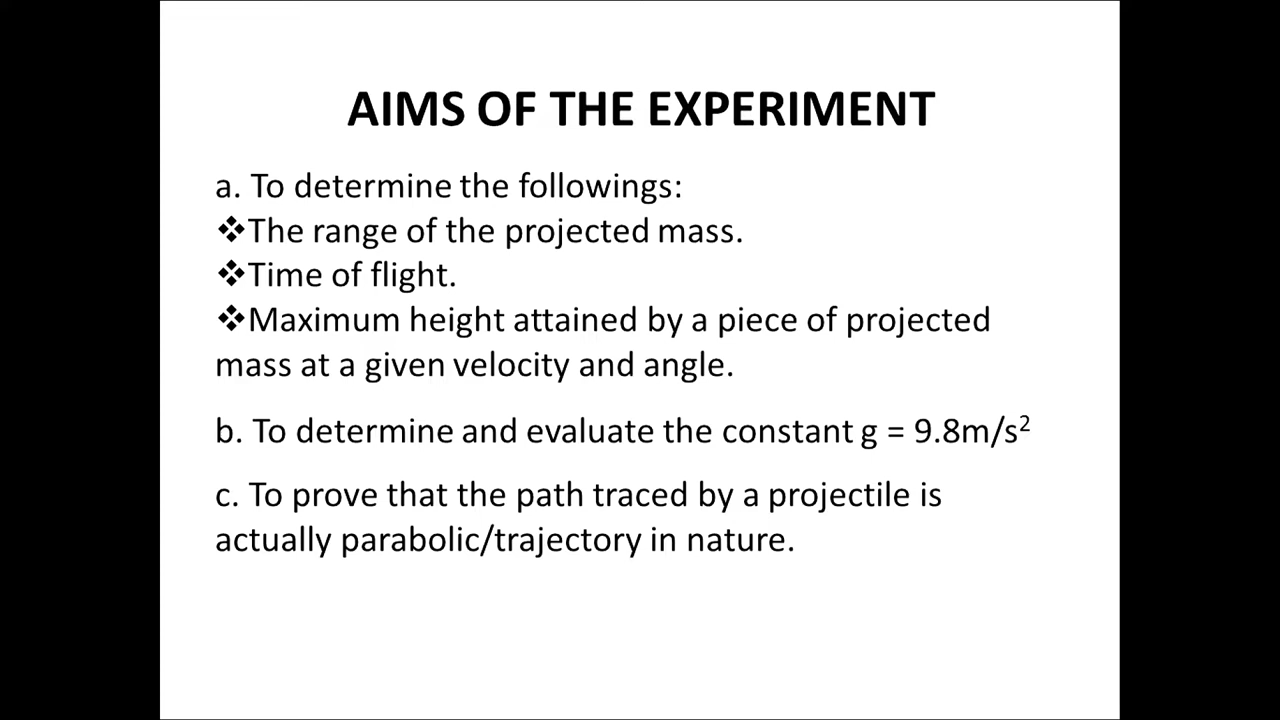 AIMS OF THE EXPERIMENT
a. To determine the followings:
❖The range of the projected mass.
❖Time of flight.
❖Maximum height attained by a piece of projected
mass at a given velocity and angle.
b. To determine and evaluate the constant g = 9.8m/s²
c. To prove that the path traced by a projectile is
actually parabolic/trajectory in nature.